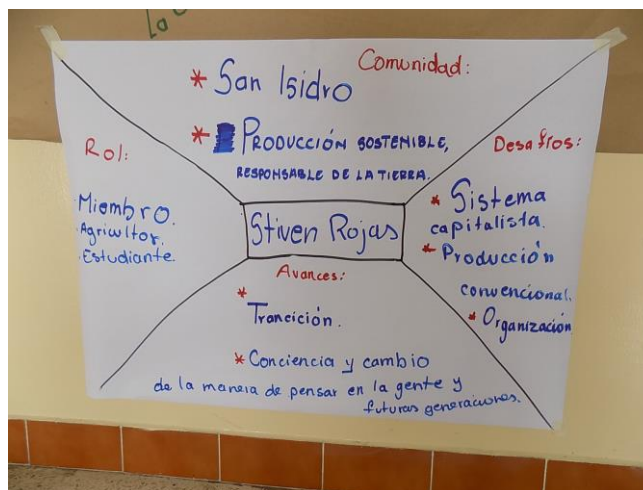 Comunidad:
* San Isidro
* PRODUCCIÓN SOSTENIBLE,
RESPONSABLE DE LA TIERRA.
Rol:
·Miembro.
·Agricultor.
·Estudiante.
Stiven Rojas
Desafíos:
* Sistema
capitalista.
* Producción
convencional.
* Organización
Avances:
*
Trancición.
* Conciencia y cambio
de la manera de pensar en la gente y
futuras generaciones.